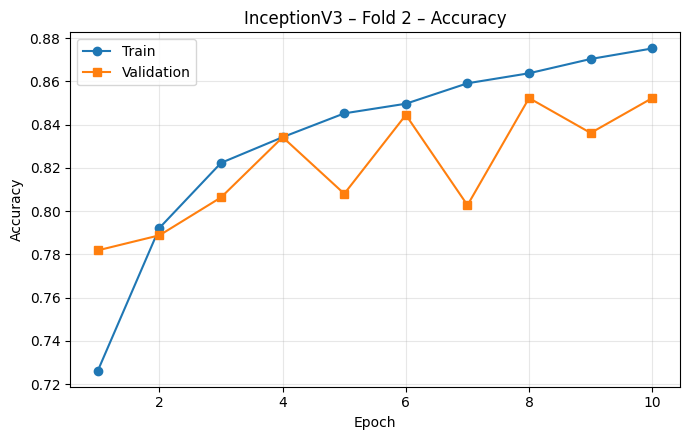 InceptionV3 – Fold 2 – Accuracy
Train
Validation
0.88
0.86
0.84
0.82
0.80
0.78
0.76
0.74
0.72
Accuracy
2 4 6 8 10
Epoch